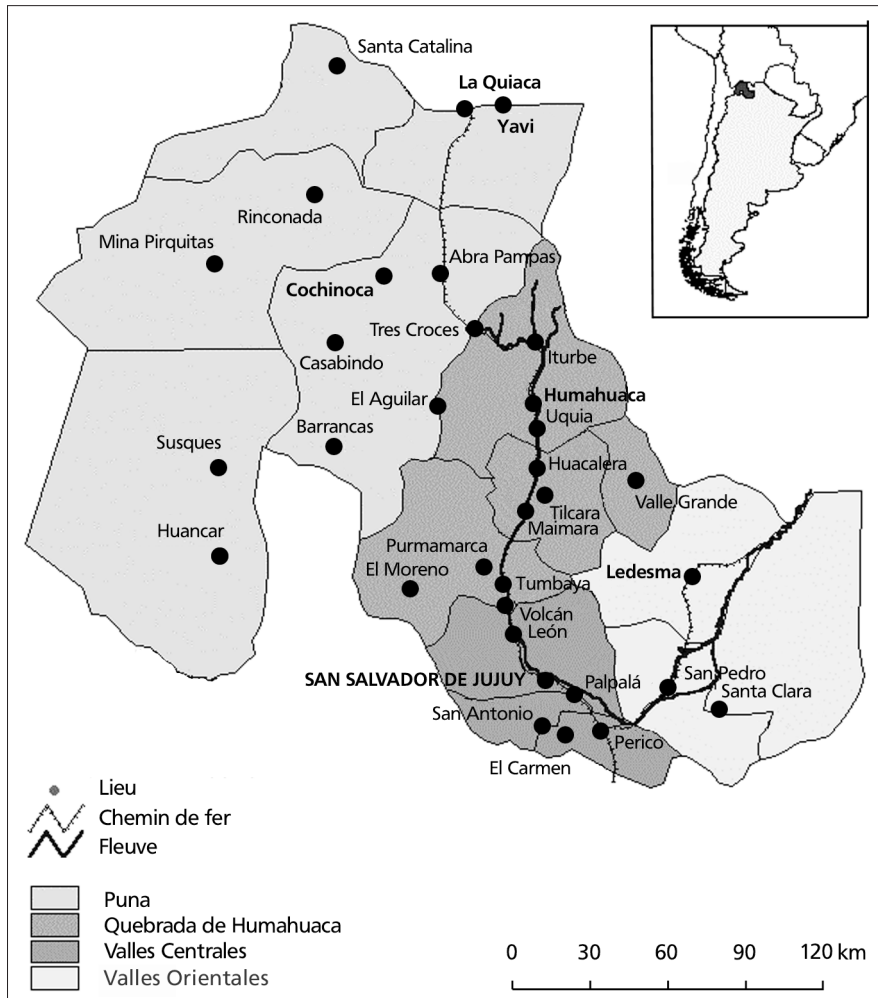 Santa Catalina
La Quiaca
Yavi
Rinconada
Mina Pirquitas
Abra Pampas
Cochinoca
Tres Croces
Iturbe
Casabindo
El Aguilar
Humahuaca
Uquia
Barrancas
Susques
Huacalera
Valle Grande
Tilcara
Maimara
Huancar
Purmamarca
El Moreno
Ledesma
Tumbaya
Volcán
León
SAN SALVADOR DE JUJUY
Palpalá
San Pedro
Santa Clara
San Antonio
Perico
El Carmen
Lieu
Chemin de fer
Fleuve
Puna
Quebrada de Humahuaca
Valles Centrales
Valles Orientales
0 30 60 90 120 km